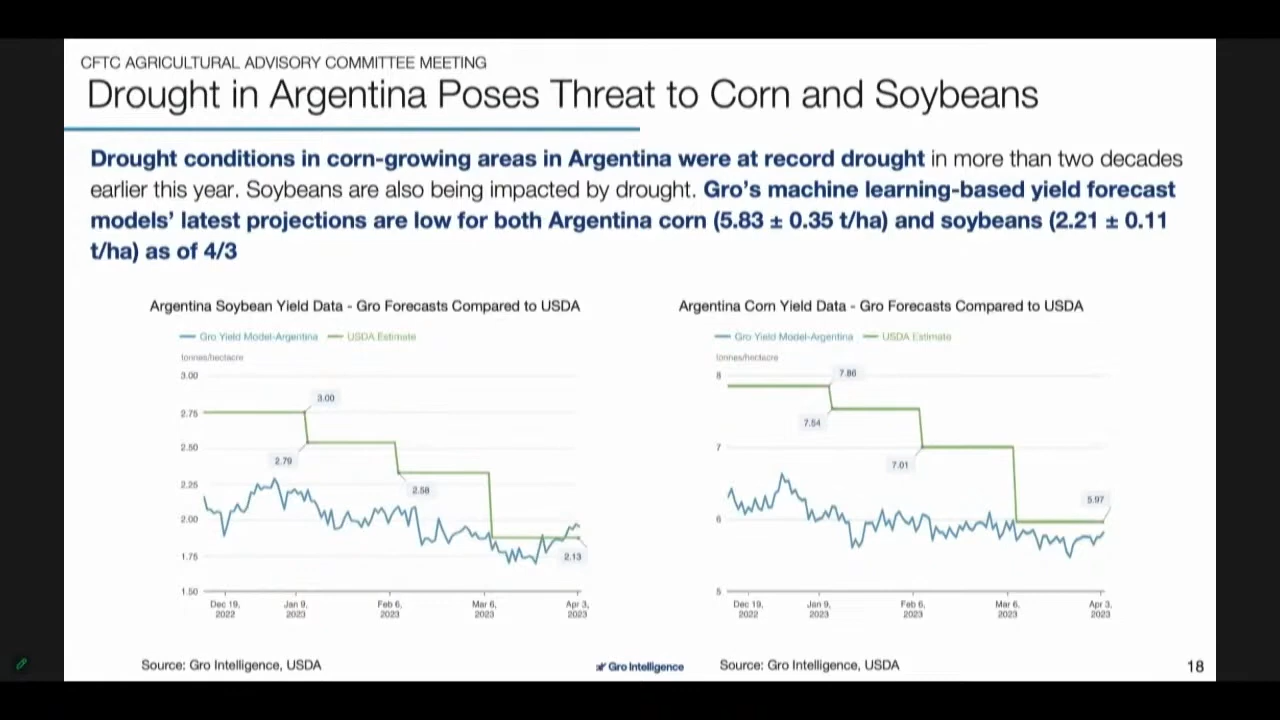 CFTC AGRICULTURAL ADVISORY COMMITTEE MEETING
Drought in Argentina Poses Threat to Corn and Soybeans
Drought conditions in corn-growing areas in Argentina were at record drought in more than two decades
earlier this year. Soybeans are also being impacted by drought. Gro's machine learning-based yield forecast
models' latest projections are low for both Argentina corn (5.83 ± 0.35 t/ha) and soybeans (2.21 ± 0.11
t/ha) as of 4/3
Argentina Soybean Yield Data - Gro Forecasts Compared to USDA
Gro Yield Model-Argentina USDA Estimate
tonnes/hectacre
3.00
2.75
2.50
2.25
2.00
1.75
1.50
3.00
2.79
2.58
2.13
Dec 19, 2022
Jan 9, 2023
Feb 6, 2023
Mar 6, 2023
Apr 3, 2023
Source: Gro Intelligence, USDA
Argentina Corn Yield Data - Gro Forecasts Compared to USDA
Gro Yield Model-Argentina USDA Estimate
tonnes/hectacre
8
7
6
5
7.86
7.54
7.01
5.97
Dec 19, 2022
Jan 9, 2023
Feb 6, 2023
Mar 6, 2023
Apr 3, 2023
Gro Intelligence
Source: Gro Intelligence, USDA
18